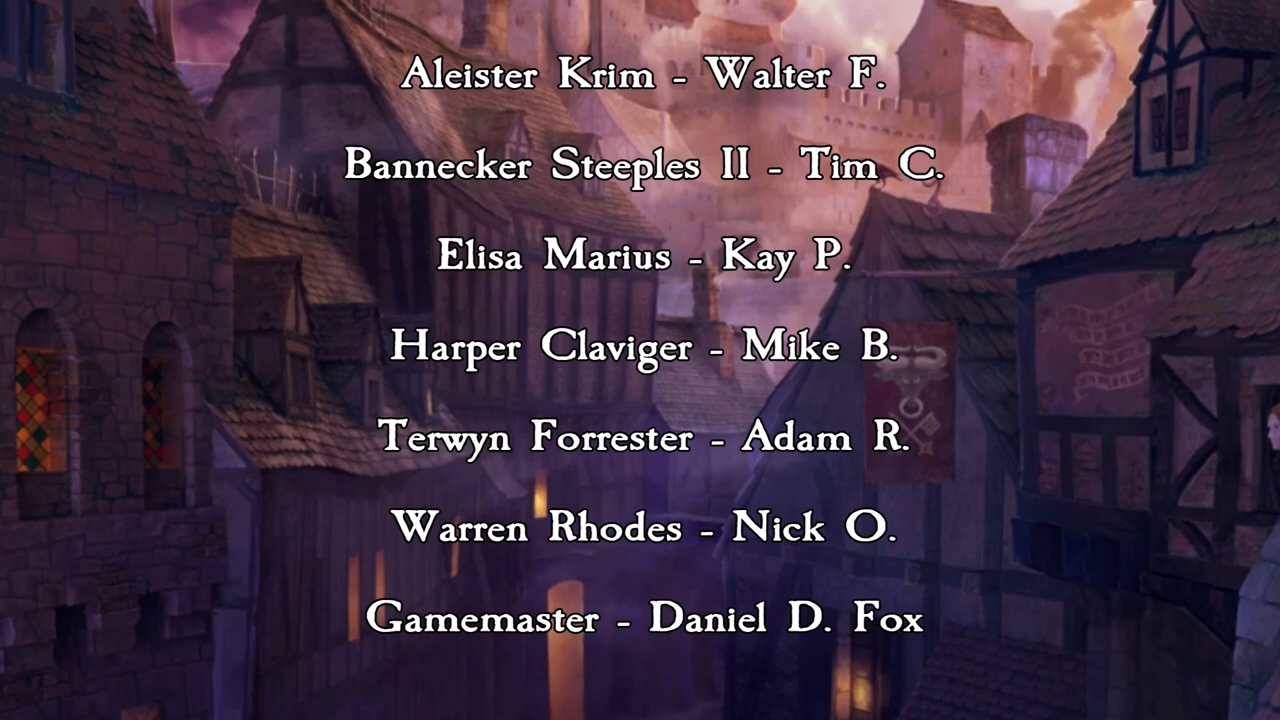 Aleister Krim - Walter F.
Bannecker Steeples II - Tim C.
Elisa Marius - Kay P.
Harper Claviger - Mike B.
Terwyn Forrester - Adam R.
Warren Rhodes - Nick O.
Gamemaster - Daniel D. Fox